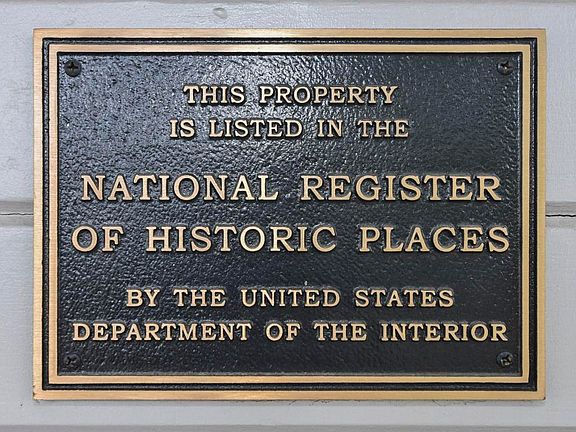 THIS PROPERTY
IS LISTED IN THE
NATIONAL REGISTER
OF HISTORIC PLACES
BY THE UNITED STATES
DEPARTMENT OF THE INTERIOR